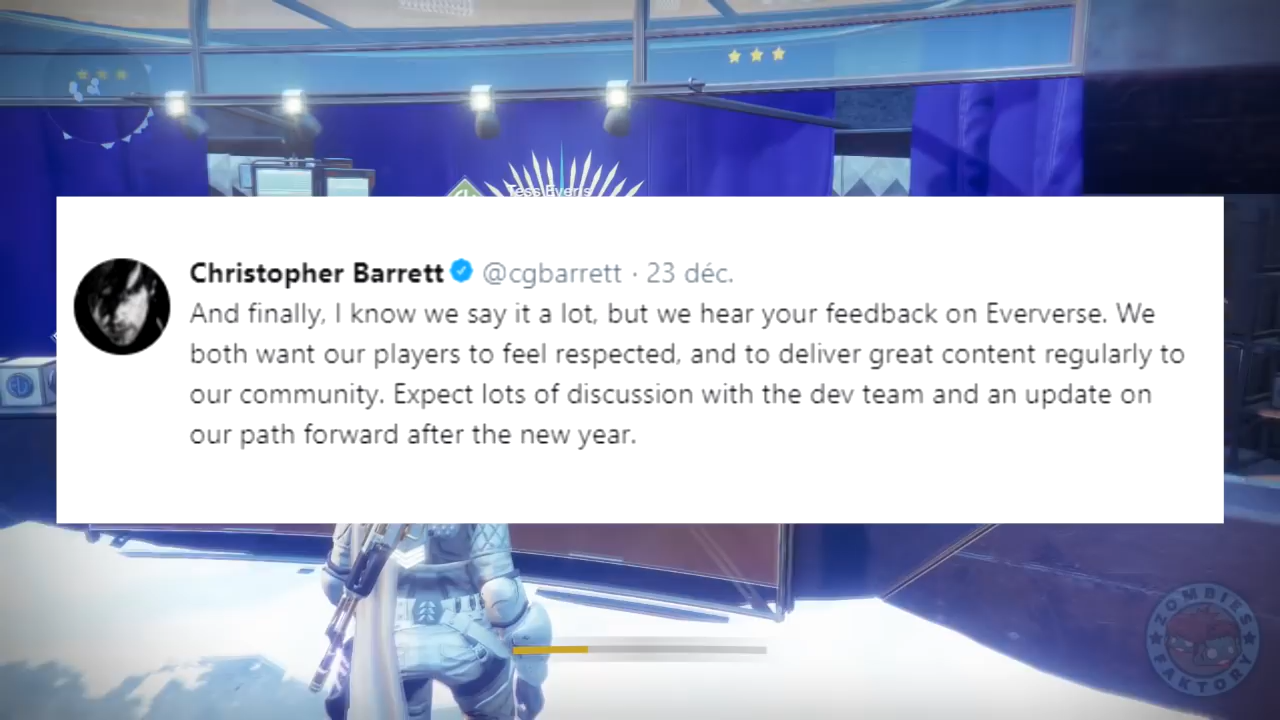 Tess Everis
Christopher Barrett @cgbarrett · 23 déc.
And finally, I know we say it a lot, but we hear your feedback on Eververse. We
both want our players to feel respected, and to deliver great content regularly to
our community. Expect lots of discussion with the dev team and an update on
our path forward after the new year.
ZOMBIES
FAKTORY